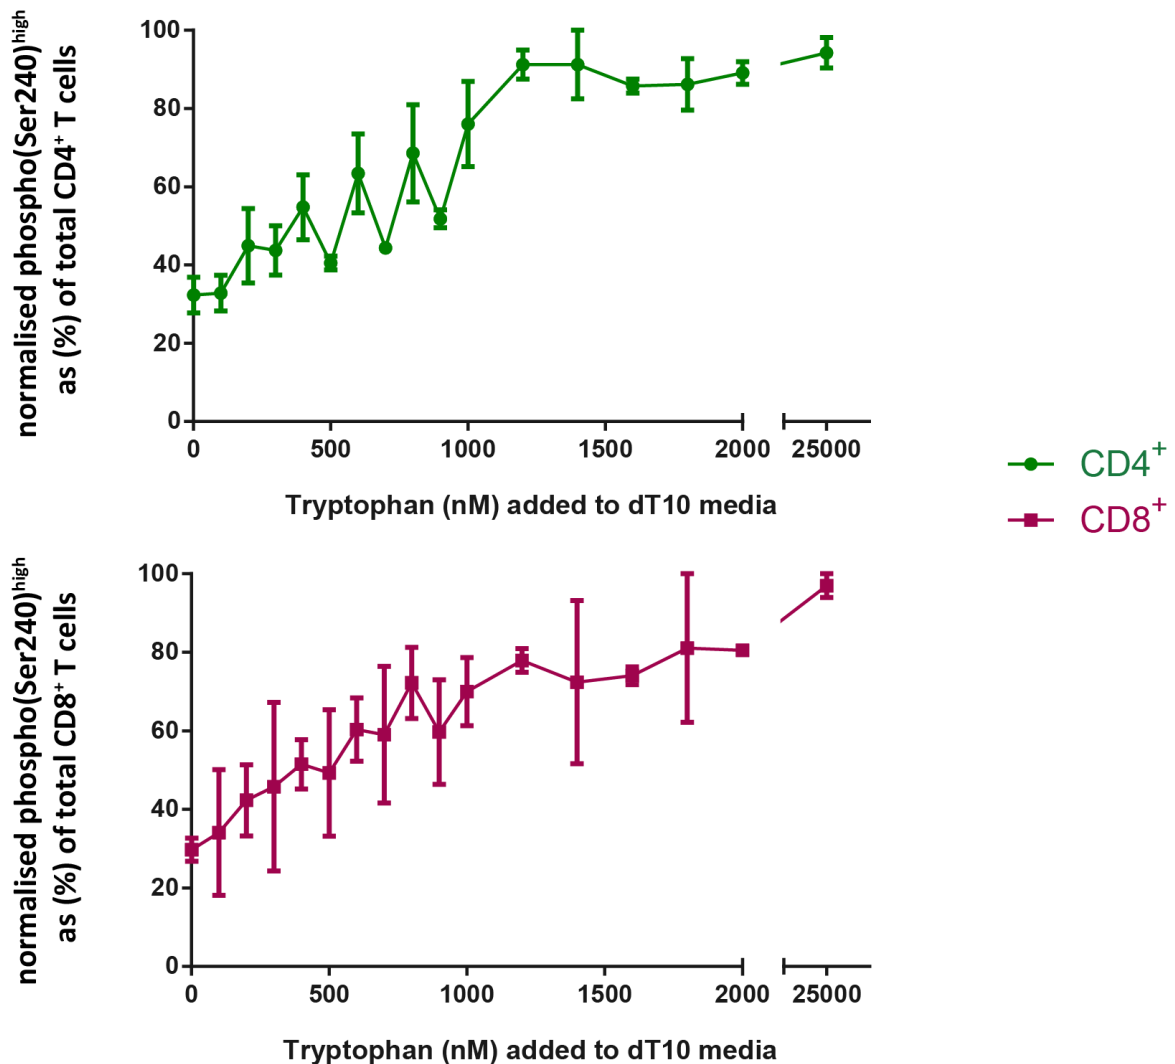 normalised phospho(Ser240)high
as (%) of total CD4+ T cells
100
80
60
40
20
0
0 500 1000 1500 2000 25000
Tryptophan (nM) added to dT10 media
CD4+
CD8+
normalised phospho(Ser240)high
as (%) of total CD8+ T cells
100
80
60
40
20
0
0 500 1000 1500 2000 25000
Tryptophan (nM) added to dT10 media